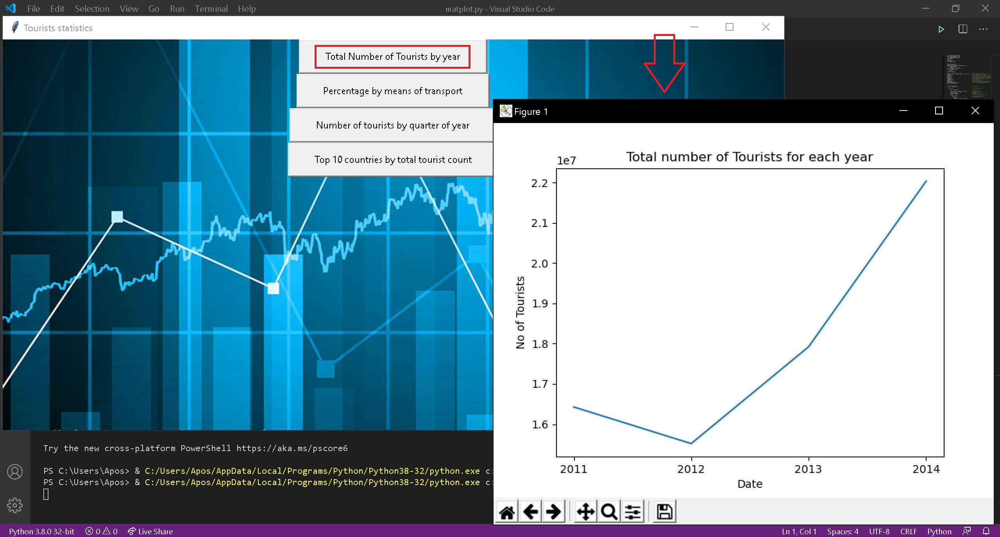 File Edit Selection View Go Run Terminal Help
matplot.py - Visual Studio Code
Tourists statistics
Total Number of Tourists by year
Percentage by means of transport
Number of tourists by quarter of year
Top 10 countries by total tourist count
Figure 1
Total number of Tourists for each year
1e7
2.2
2.1
2.0
1.9
1.8
1.7
1.6
No of Tourists
2011 2012 2013 2014
Date
Try the new cross-platform PowerShell https://aka.ms/pscore6
PS C:\Users\Apos> & C:/Users/Apos/AppData/Local/Programs/Python/Python38-32/python.exe c:
PS C:\Users\Apos> & C:/Users/Apos/AppData/Local/Programs/Python/Python38-32/python.exe c:
Python 3.8.0 32-bit 0 0 Live Share Ln 1, Col 1 Spaces: 4 UTF-8 CRLF Python